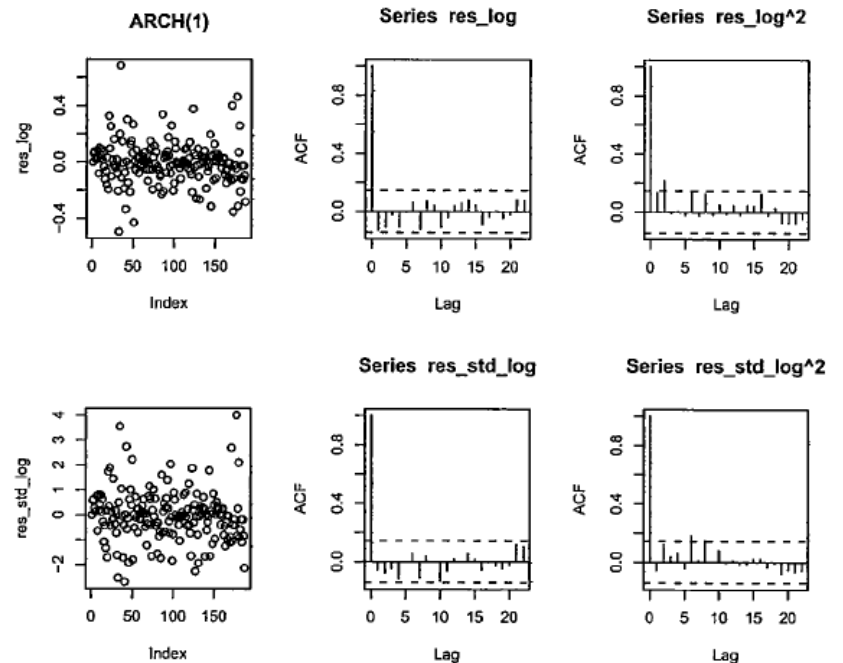 ARCH(1)
Series res_log
Series res_log^2
res_log
0.4
0.0
−0.4
0 50 100 150
Index
ACF
0.8
0.4
0.0
0 5 10 15 20
Lag
ACF
0.8
0.4
0.0
0 5 10 15 20
Lag
Series res_std_log
Series res_std_log^2
res_std_log
4
3
2
1
0
−2
0 50 100 150
Index
ACF
0.8
0.4
0.0
0 5 10 15 20
Lag
ACF
0.8
0.4
0.0
0 5 10 15 20
Lag